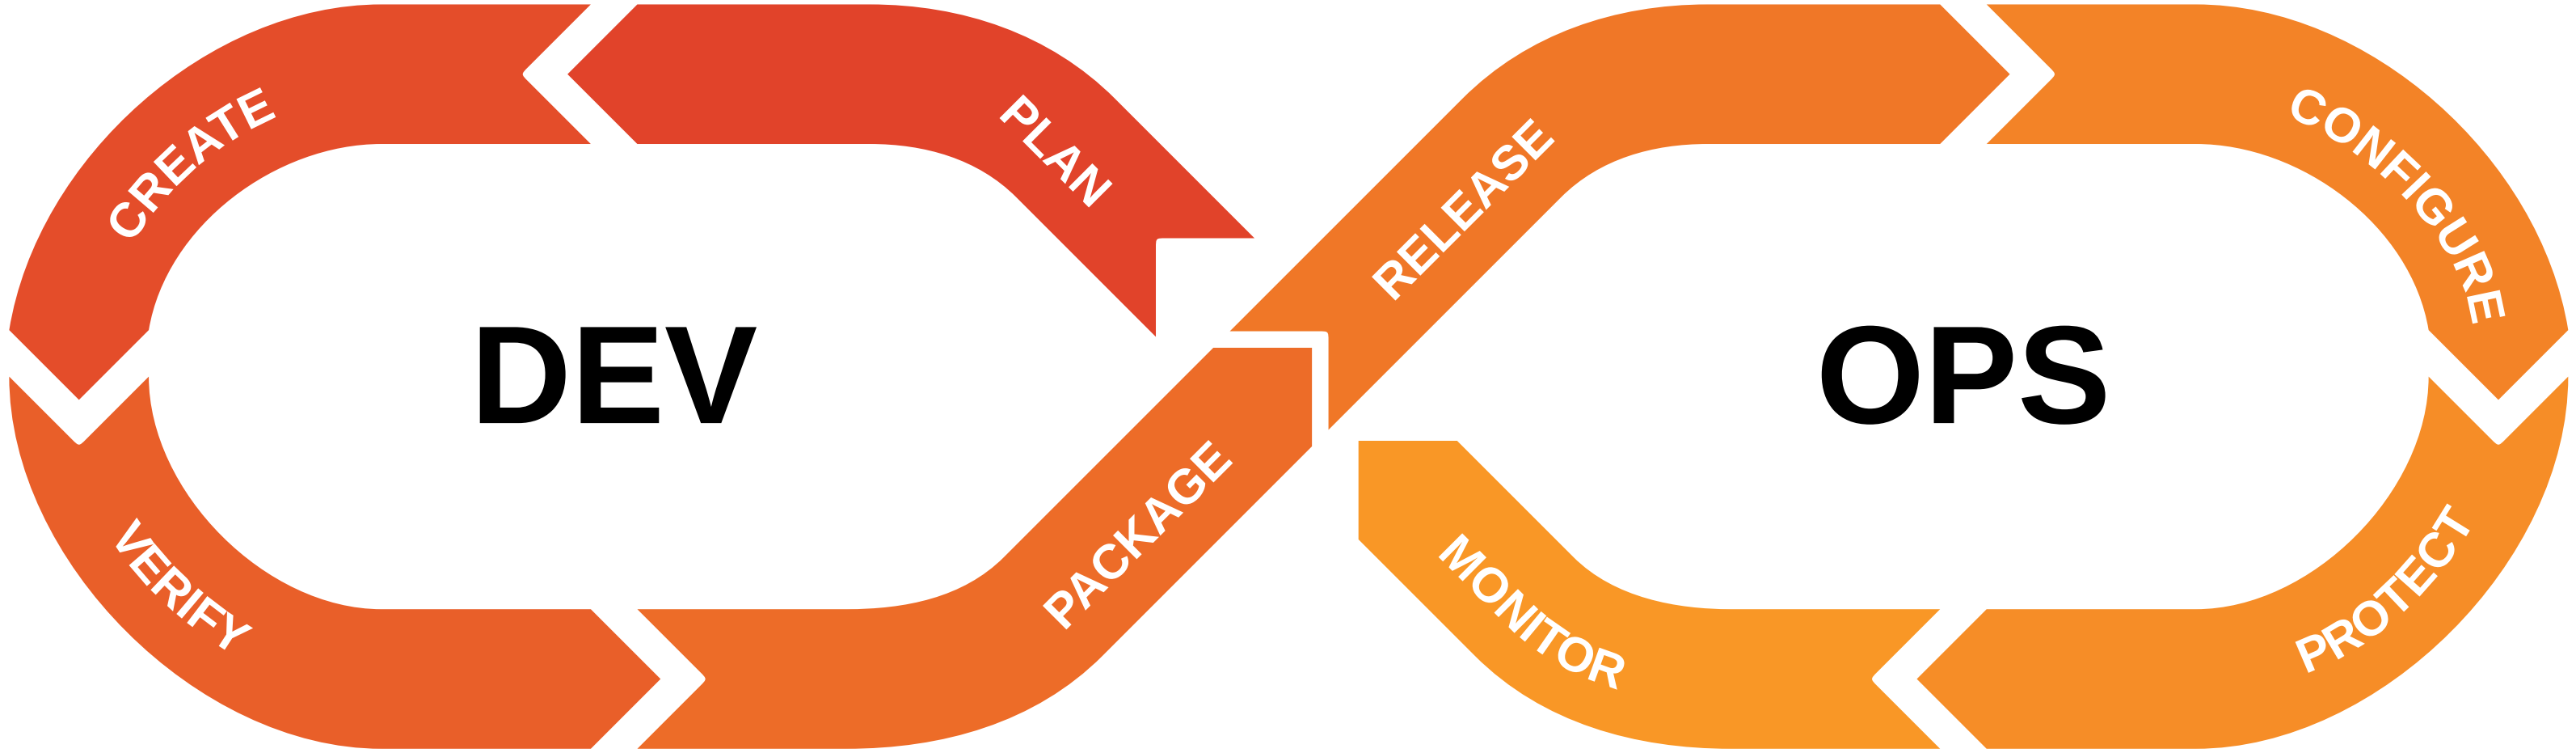 CREATE
PLAN
RELEASE
CONFIGURE
DEV
OPS
VERIFY
PACKAGE
MONITOR
PROTECT